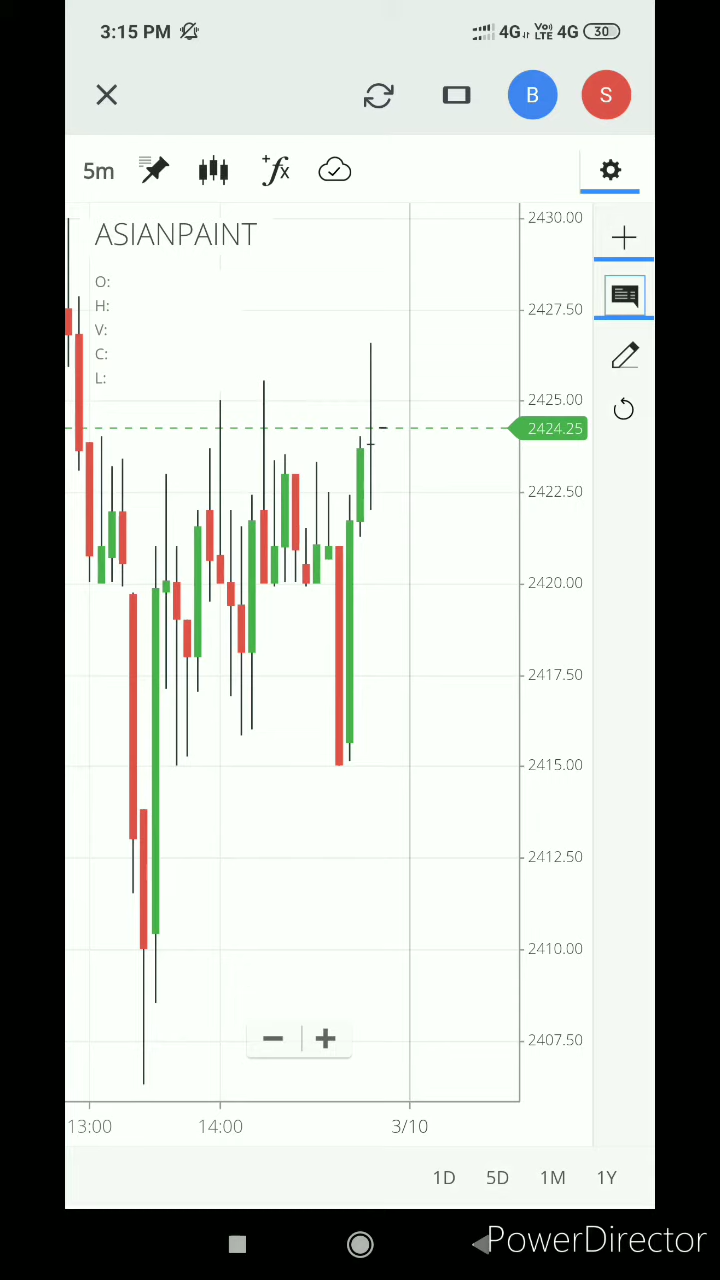 3:15 PM 4G Vo) LTE 4G 30
B S
5m fx
ASIANPAINT
O:
H:
V:
C:
L:
2430.00
2427.50
2425.00
2424.25
2422.50
2420.00
2417.50
2415.00
2412.50
2410.00
2407.50
13:00 14:00 3/10
1D 5D 1M 1Y
PowerDirector